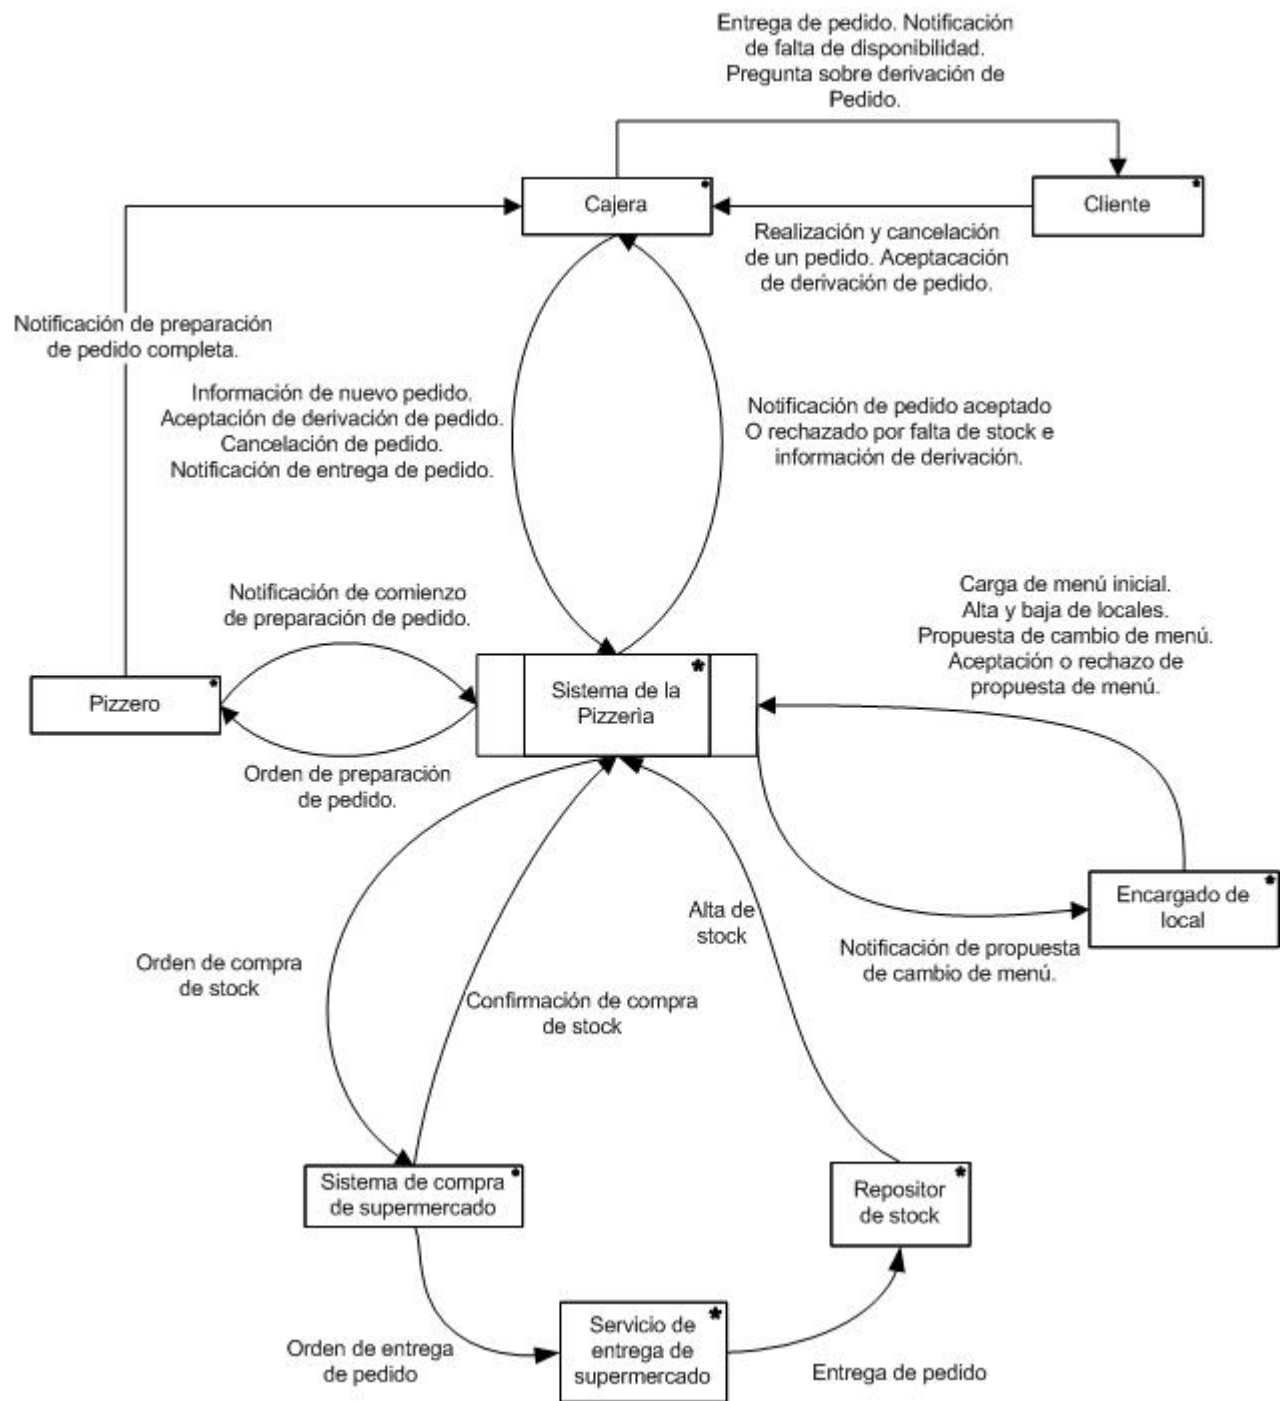 Entrega de pedido. Notificación
de falta de disponibilidad.
Pregunta sobre derivación de
Pedido.
Cajera
Cliente
Realización y cancelación
de un pedido. Aceptacación
de derivación de pedido.
Notificación de preparación
de pedido completa.
Información de nuevo pedido.
Aceptación de derivación de pedido.
Cancelación de pedido.
Notificación de entrega de pedido.
Notificación de pedido aceptado
O rechazado por falta de stock e
información de derivación.
Notificación de comienzo
de preparación de pedido.
Carga de menú inicial.
Alta y baja de locales.
Propuesta de cambio de menú.
Aceptación o rechazo de
propuesta de menú.
Pizzero
Sistema de la
Pizzería
Orden de preparación
de pedido.
Encargado de
local
Alta de
stock
Notificación de propuesta
de cambio de menú.
Orden de compra
de stock
Confirmación de compra
de stock
Sistema de compra
de supermercado
Repositor
de stock
Servicio de
entrega de
supermercado
Orden de entrega
de pedido
Entrega de pedido